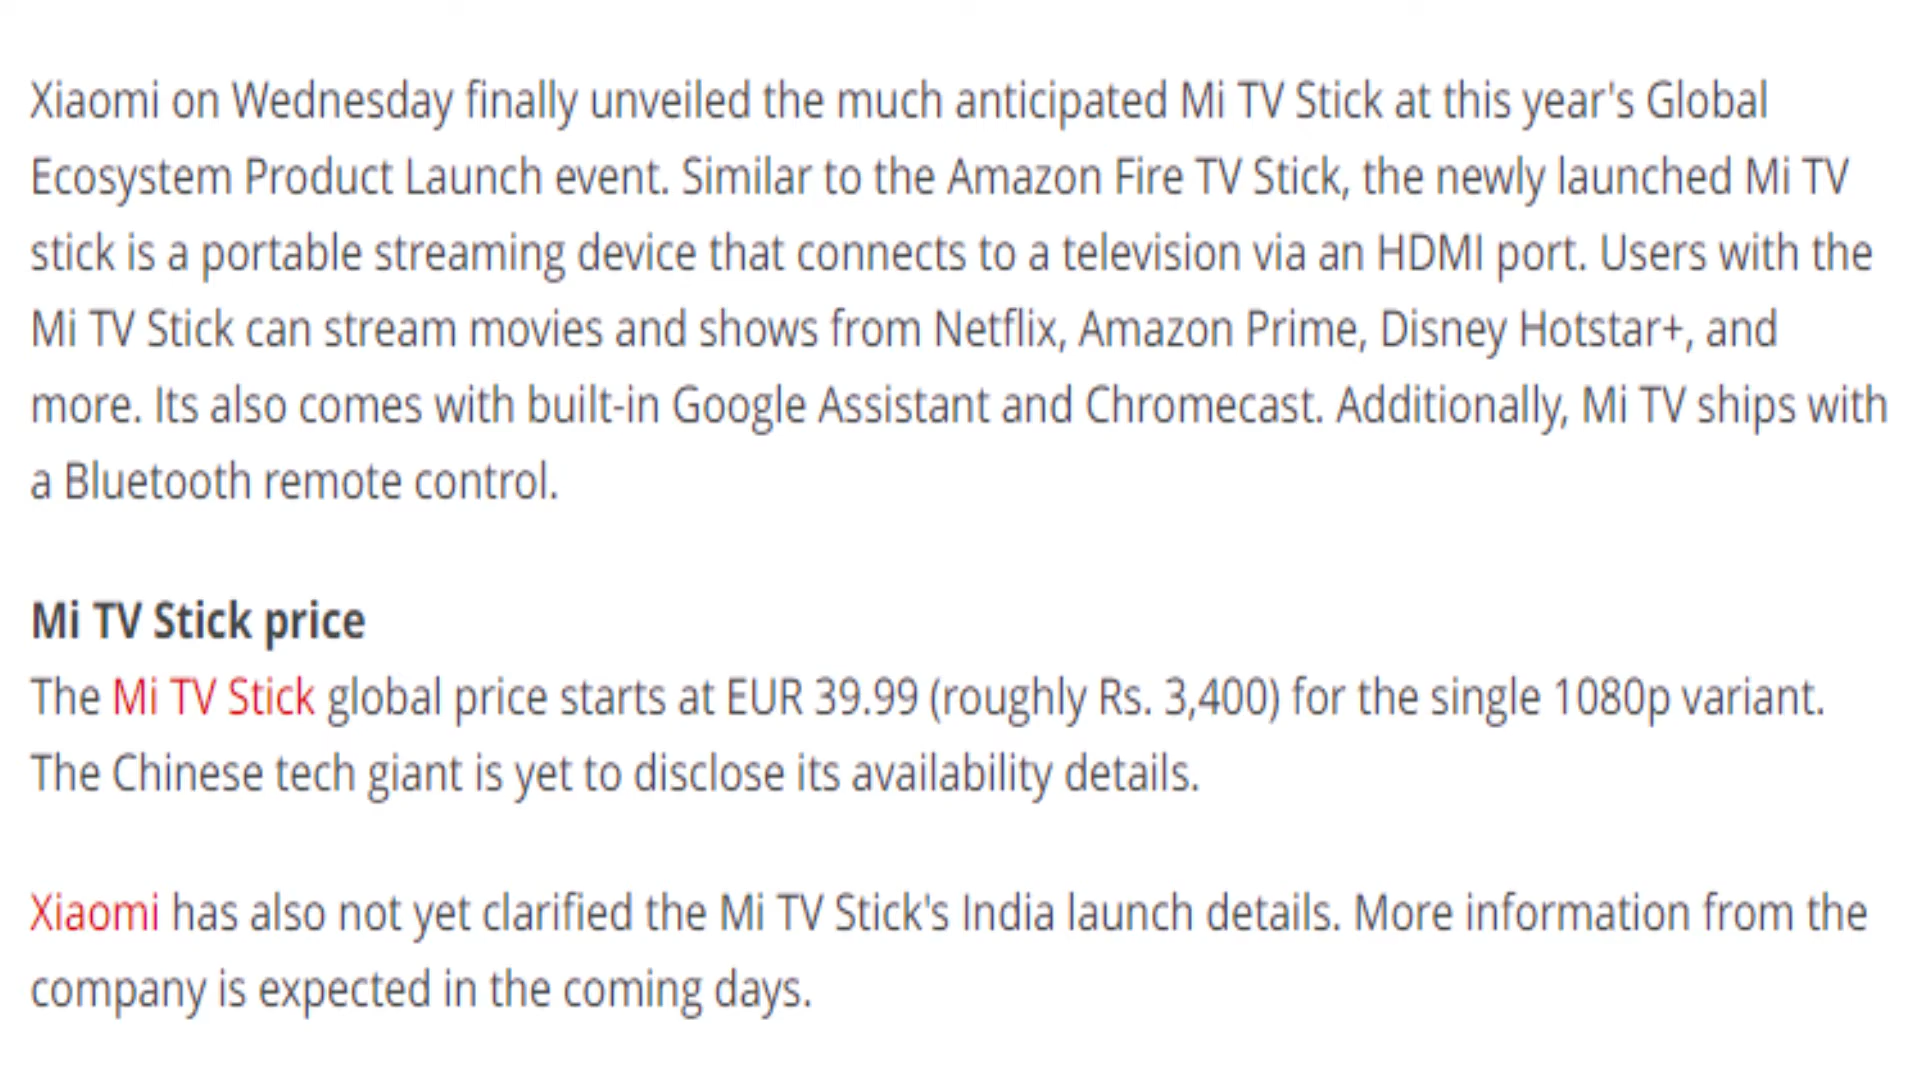 Xiaomi on Wednesday finally unveiled the much anticipated Mi TV Stick at this year's Global
Ecosystem Product Launch event. Similar to the Amazon Fire TV Stick, the newly launched Mi TV
stick is a portable streaming device that connects to a television via an HDMI port. Users with the
Mi TV Stick can stream movies and shows from Netflix, Amazon Prime, Disney Hotstar+, and
more. Its also comes with built-in Google Assistant and Chromecast. Additionally, Mi TV ships with
a Bluetooth remote control.
Mi TV Stick price
The Mi TV Stick global price starts at EUR 39.99 (roughly Rs. 3,400) for the single 1080p variant.
The Chinese tech giant is yet to disclose its availability details.
Xiaomi has also not yet clarified the Mi TV Stick's India launch details. More information from the
company is expected in the coming days.